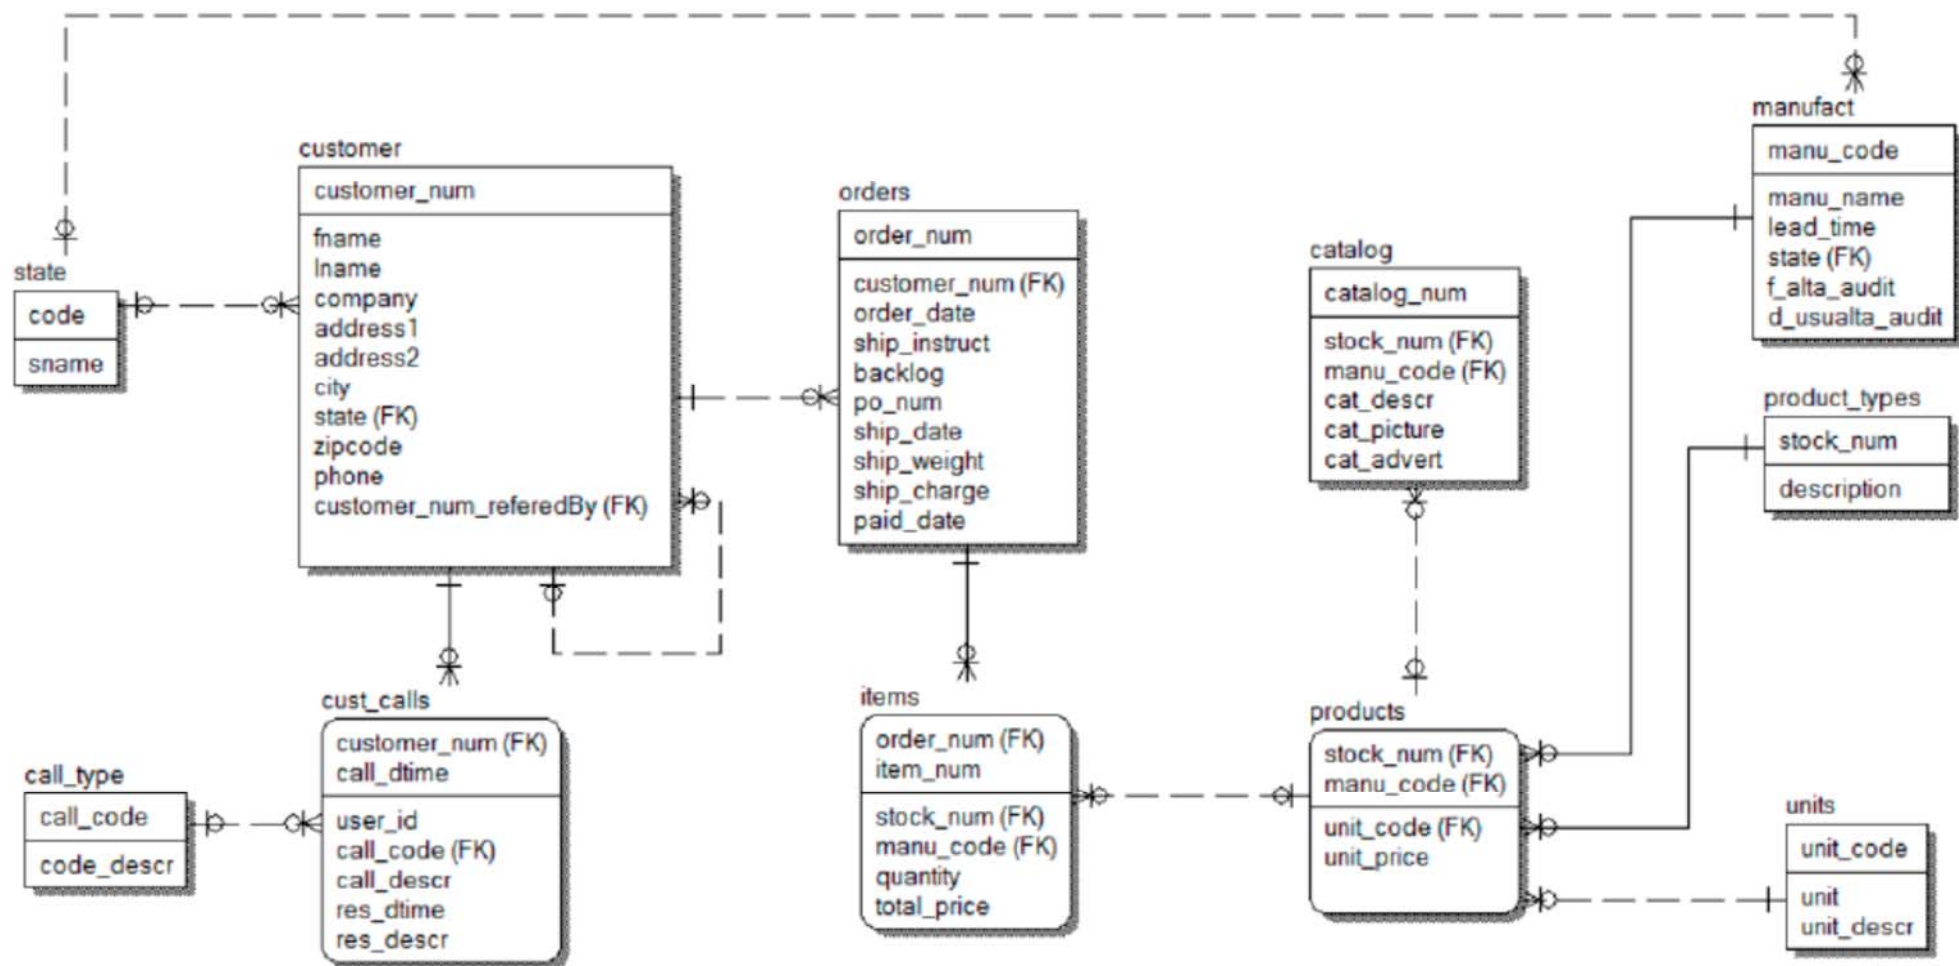 customer
customer_num
fname
lname
company
address1
address2
city
state (FK)
zipcode
phone
customer_num_referedBy (FK)
state
code
sname
orders
order_num
customer_num (FK)
order_date
ship_instruct
backlog
po_num
ship_date
ship_weight
ship_charge
paid_date
catalog
catalog_num
stock_num (FK)
manu_code (FK)
cat_descr
cat_picture
cat_advert
manufact
manu_code
manu_name
lead_time
state (FK)
f_alta_audit
d_usualta_audit
product_types
stock_num
description
call_type
call_code
code_descr
cust_calls
customer_num (FK)
call_dtime
user_id
call_code (FK)
call_descr
res_dtime
res_descr
items
order_num (FK)
item_num
stock_num (FK)
manu_code (FK)
quantity
total_price
products
stock_num (FK)
manu_code (FK)
unit_code (FK)
unit_price
units
unit_code
unit
unit_descr